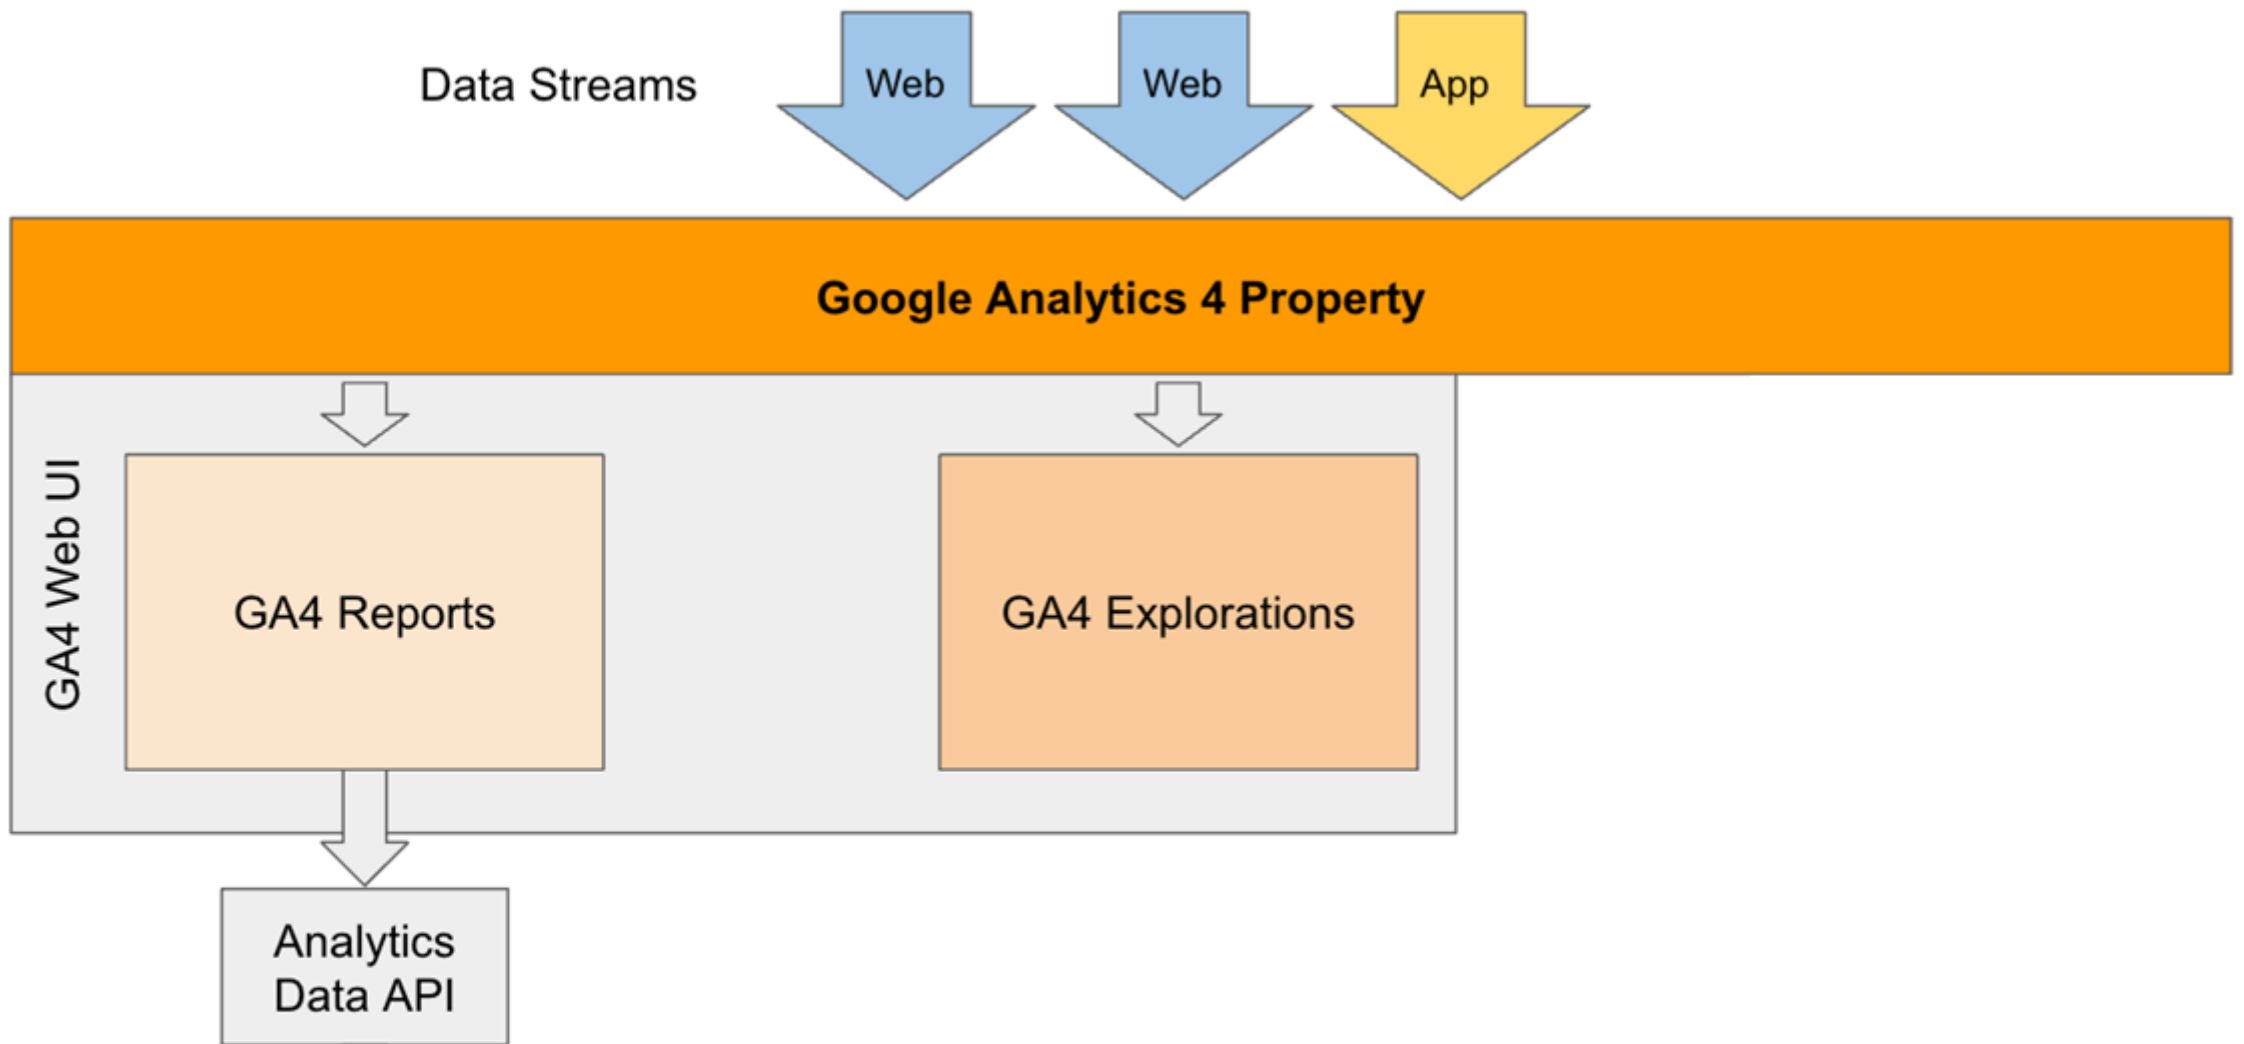 Data Streams
Web
Web
App
Google Analytics 4 Property
GA4 Web UI
GA4 Reports
GA4 Explorations
Analytics
Data API